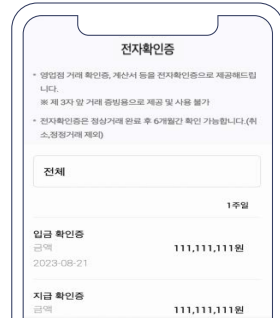 전자확인증
* 영업점 거래 확인증, 계산서 등을 전자확인증으로 제공해드립
니다.
※ 제 3자 앞 거래 증빙용으로 제공 및 사용 불가
* 전자확인증은 정상거래 완료 후 6개월간 확인 가능합니다.(취
소,정정거래 제외)
전체
1주일
입금 확인증
금액 111,111,111원
2023-08-21
지급 확인증
금액 111,111,111원